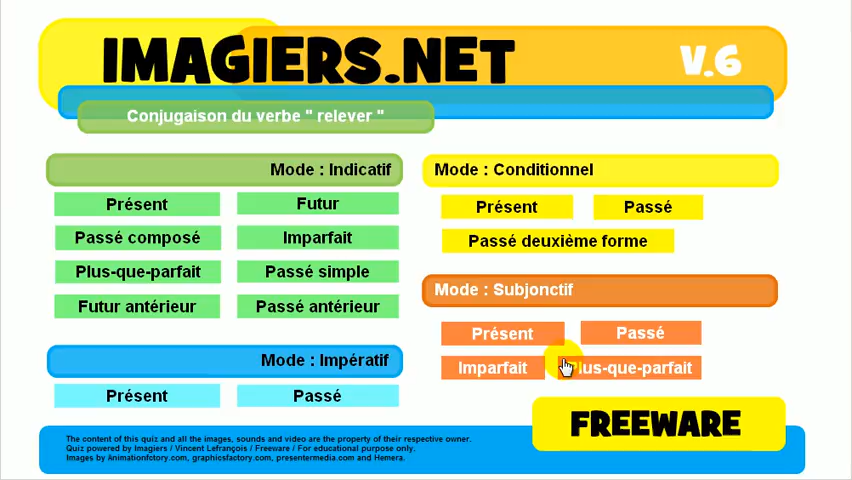 IMAGIERS.NET
V.6
Conjugaison du verbe " relever "
Mode : Indicatif
Présent
Futur
Passé composé
Imparfait
Plus-que-parfait
Passé simple
Futur antérieur
Passé antérieur
Mode : Impératif
Présent
Passé
Mode : Conditionnel
Présent
Passé
Passé deuxième forme
Mode : Subjonctif
Présent
Passé
Imparfait
Plus-que-parfait
FREEWARE
The content of this quiz and all the images, sounds and video are the property of their respective owner.
Quiz powered by Imagiers / Vincent Lefrançois / Freeware / For educational purpose only.
Images by Animationfctory.com, graphicsfactory.com, presentermedia.com and Hemera.